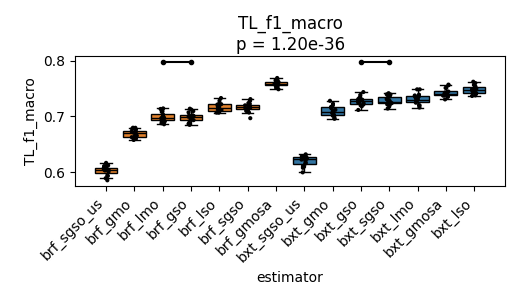 TL_f1_macro
p = 1.20e-36
TL_f1_macro
0.8
0.7
0.6
brf_sgso_us
brf_gmo
brf_lmo
brf_gso
brf_lso
brf_sgso
brf_gmosa
bxt_sgso_us
bxt_gmo
bxt_gso
bxt_sgso
bxt_lmo
bxt_gmosa
bxt_lso
estimator